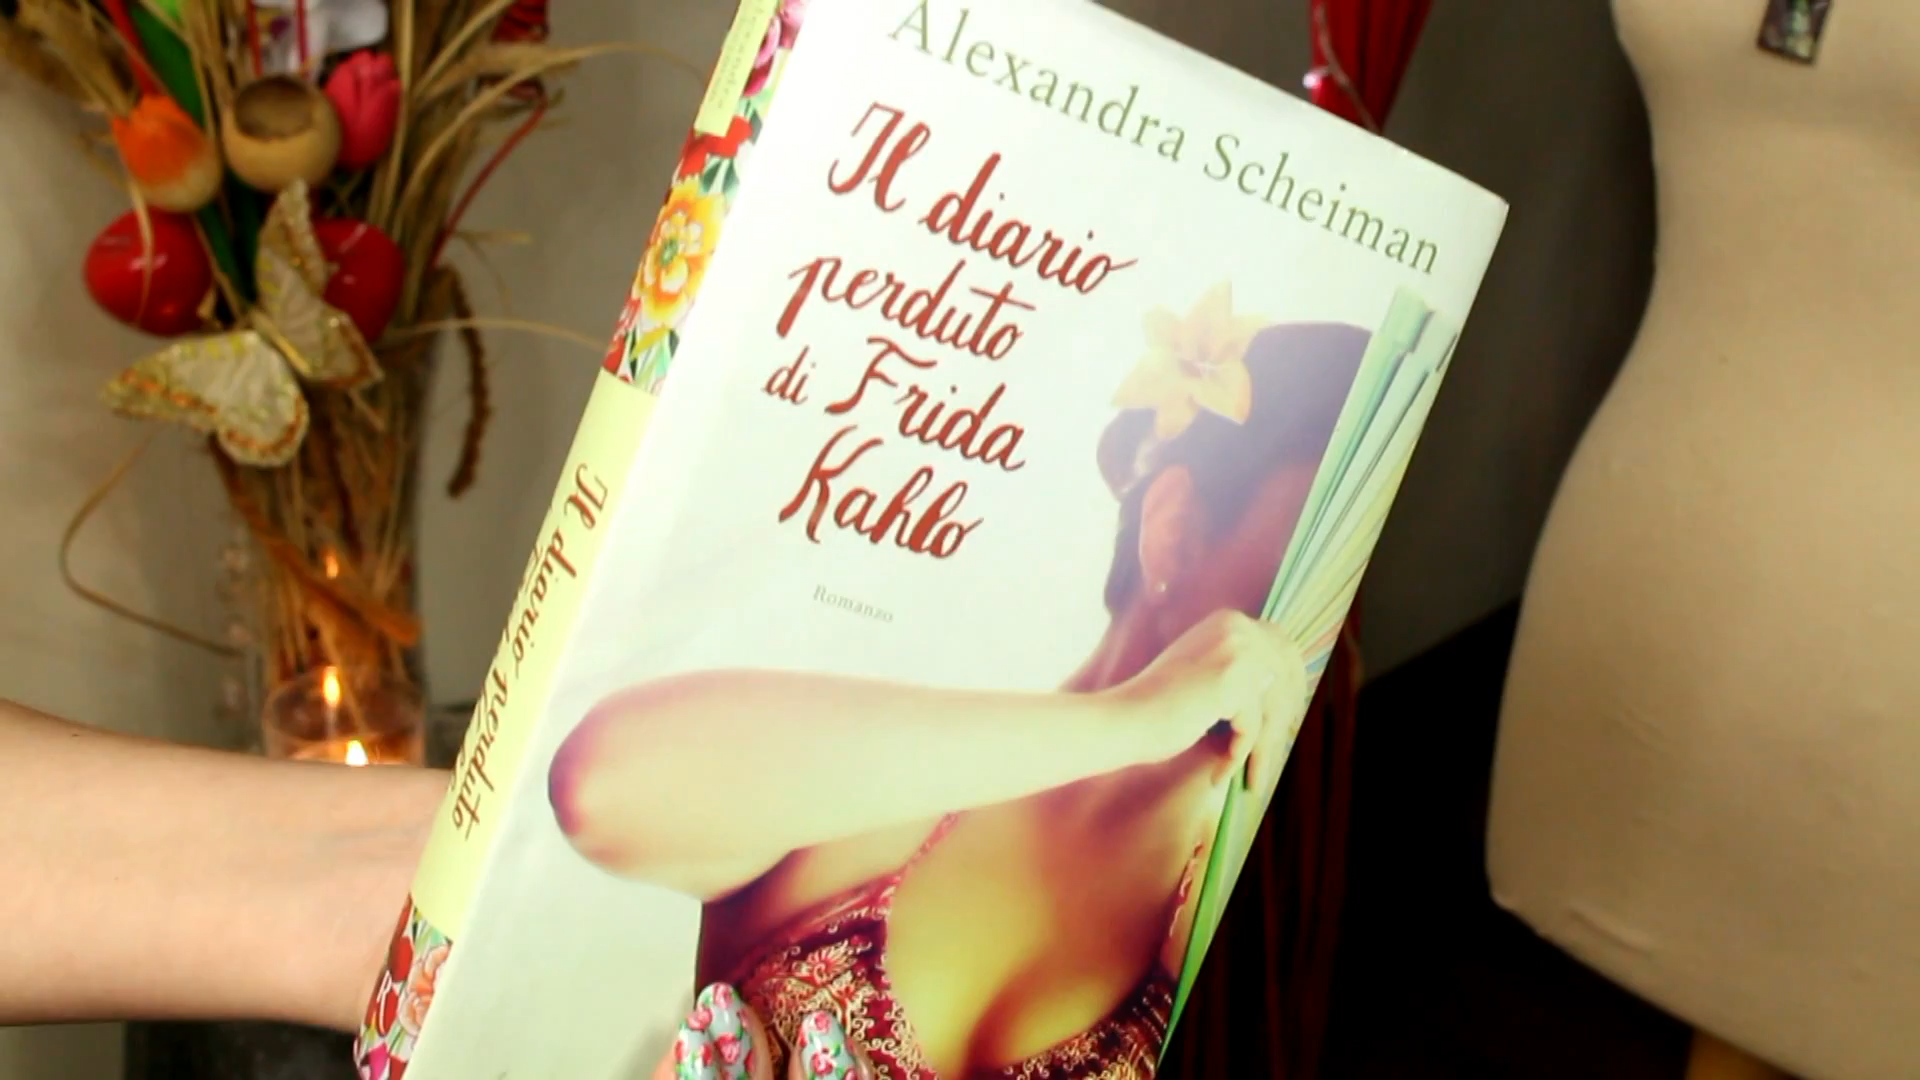 Alexandra Scheiman
Il diario
perduto
di Frida
Kahlo
Romanzo
Il diario perduto
R